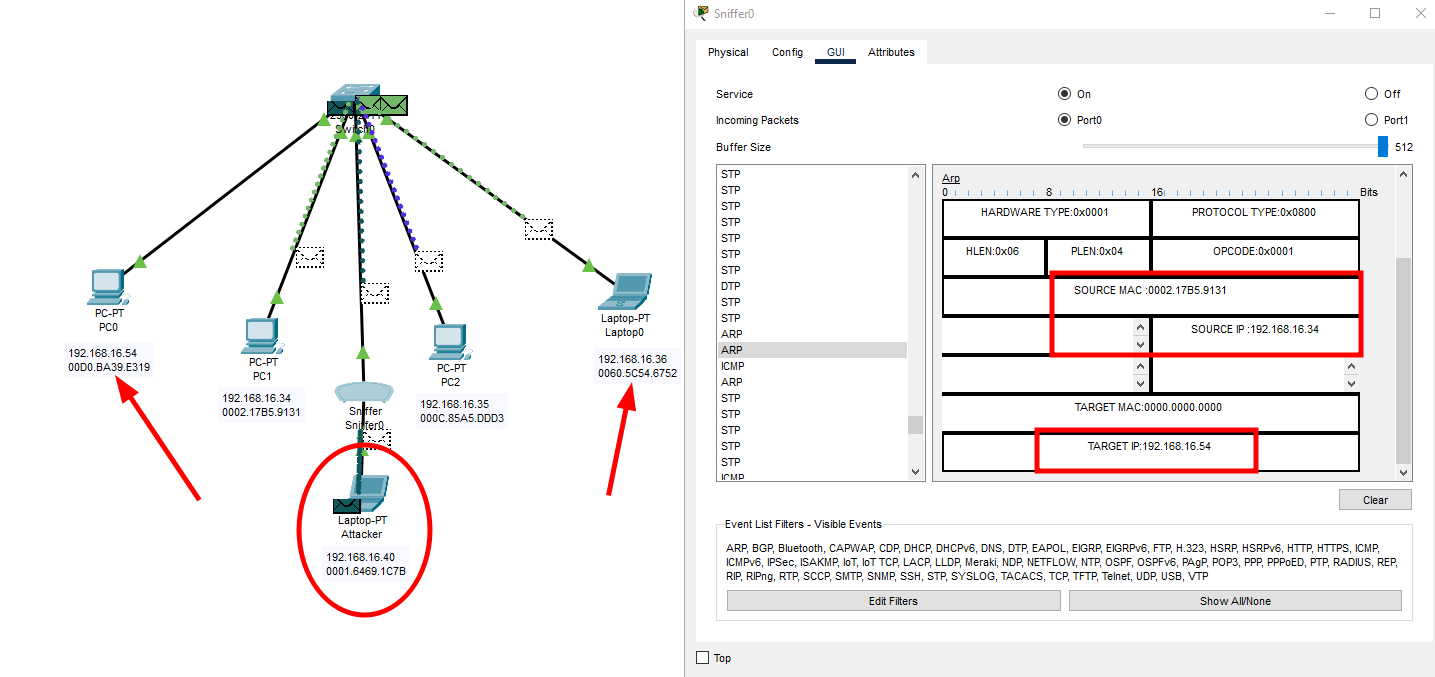 Sniffer0
Physical Config GUI Attributes
Service On Off
Incoming Packets Port0 Port1
Buffer Size 512
Switch0
PC-PT
PC0
192.168.16.54
00D0.BA39.E319
PC-PT
PC1
192.168.16.34
0002.17B5.9131
PC-PT
PC2
192.168.16.35
000C.85A5.DDD3
Laptop-PT
Laptop0
192.168.16.36
0060.5C54.6752
Sniffer
Sniffer0
Laptop-PT
Attacker
192.168.16.40
0001.6469.1C7B
STP
STP
STP
STP
STP
STP
STP
DTP
STP
STP
ARP
ARP
ICMP
ARP
STP
STP
STP
STP
STP
ICMP
Arp
0 8 16 Bits
HARDWARE TYPE:0x0001 PROTOCOL TYPE:0x0800
HLEN:0x06 PLEN:0x04 OPCODE:0x0001
SOURCE MAC :0002.17B5.9131
SOURCE IP :192.168.16.34
TARGET MAC:0000.0000.0000
TARGET IP:192.168.16.54
Clear
Event List Filters - Visible Events
ARP, BGP, Bluetooth, CAPWAP, CDP, DHCP, DHCPv6, DNS, DTP, EAPOL, EIGRP, EIGRPv6, FTP, H.323, HSRP, HSRPv6, HTTP, HTTPS, ICMP,
ICMPv6, IPSec, ISAKMP, IoT, IoT TCP, LACP, LLDP, Meraki, NDP, NETFLOW, NTP, OSPF, OSPFv6, PAgP, POP3, PPP, PPPoED, PTP, RADIUS, REP,
RIP, RIPng, RTP, SCCP, SMTP, SNMP, SSH, STP, SYSLOG, TACACS, TCP, TFTP, Telnet, UDP, USB, VTP
Edit Filters Show All/None
Top